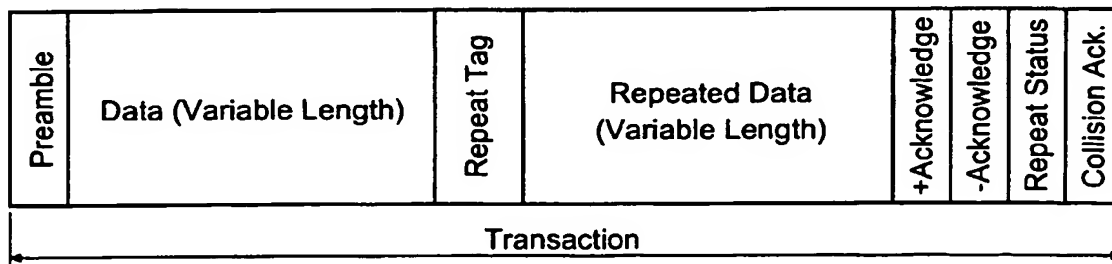 Preamble
Data (Variable Length)
Repeat Tag
Repeated Data
(Variable Length)
+Acknowledge
-Acknowledge
Repeat Status
Collision Ack.
Transaction